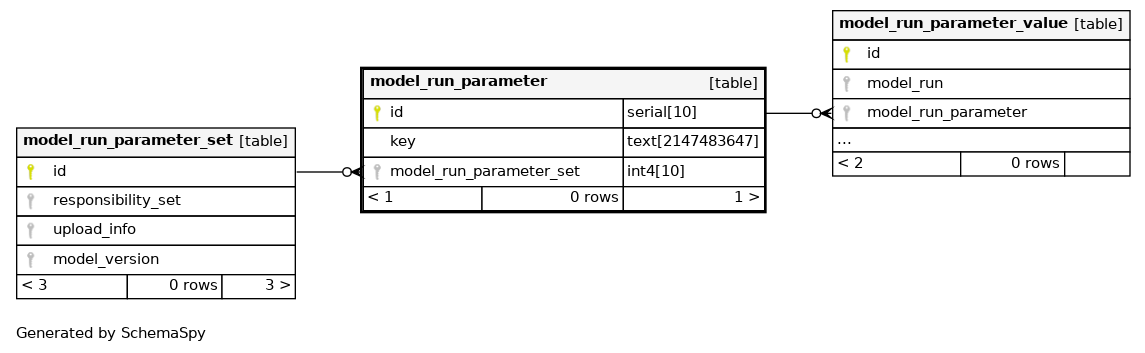 model_run_parameter_set [table]
id
responsibility_set
upload_info
model_version
< 3 0 rows 3 >
model_run_parameter [table]
id serial[10]
key text[2147483647]
model_run_parameter_set int4[10]
< 1 0 rows 1 >
model_run_parameter_value [table]
id
model_run
model_run_parameter
...
< 2 0 rows
Generated by SchemaSpy